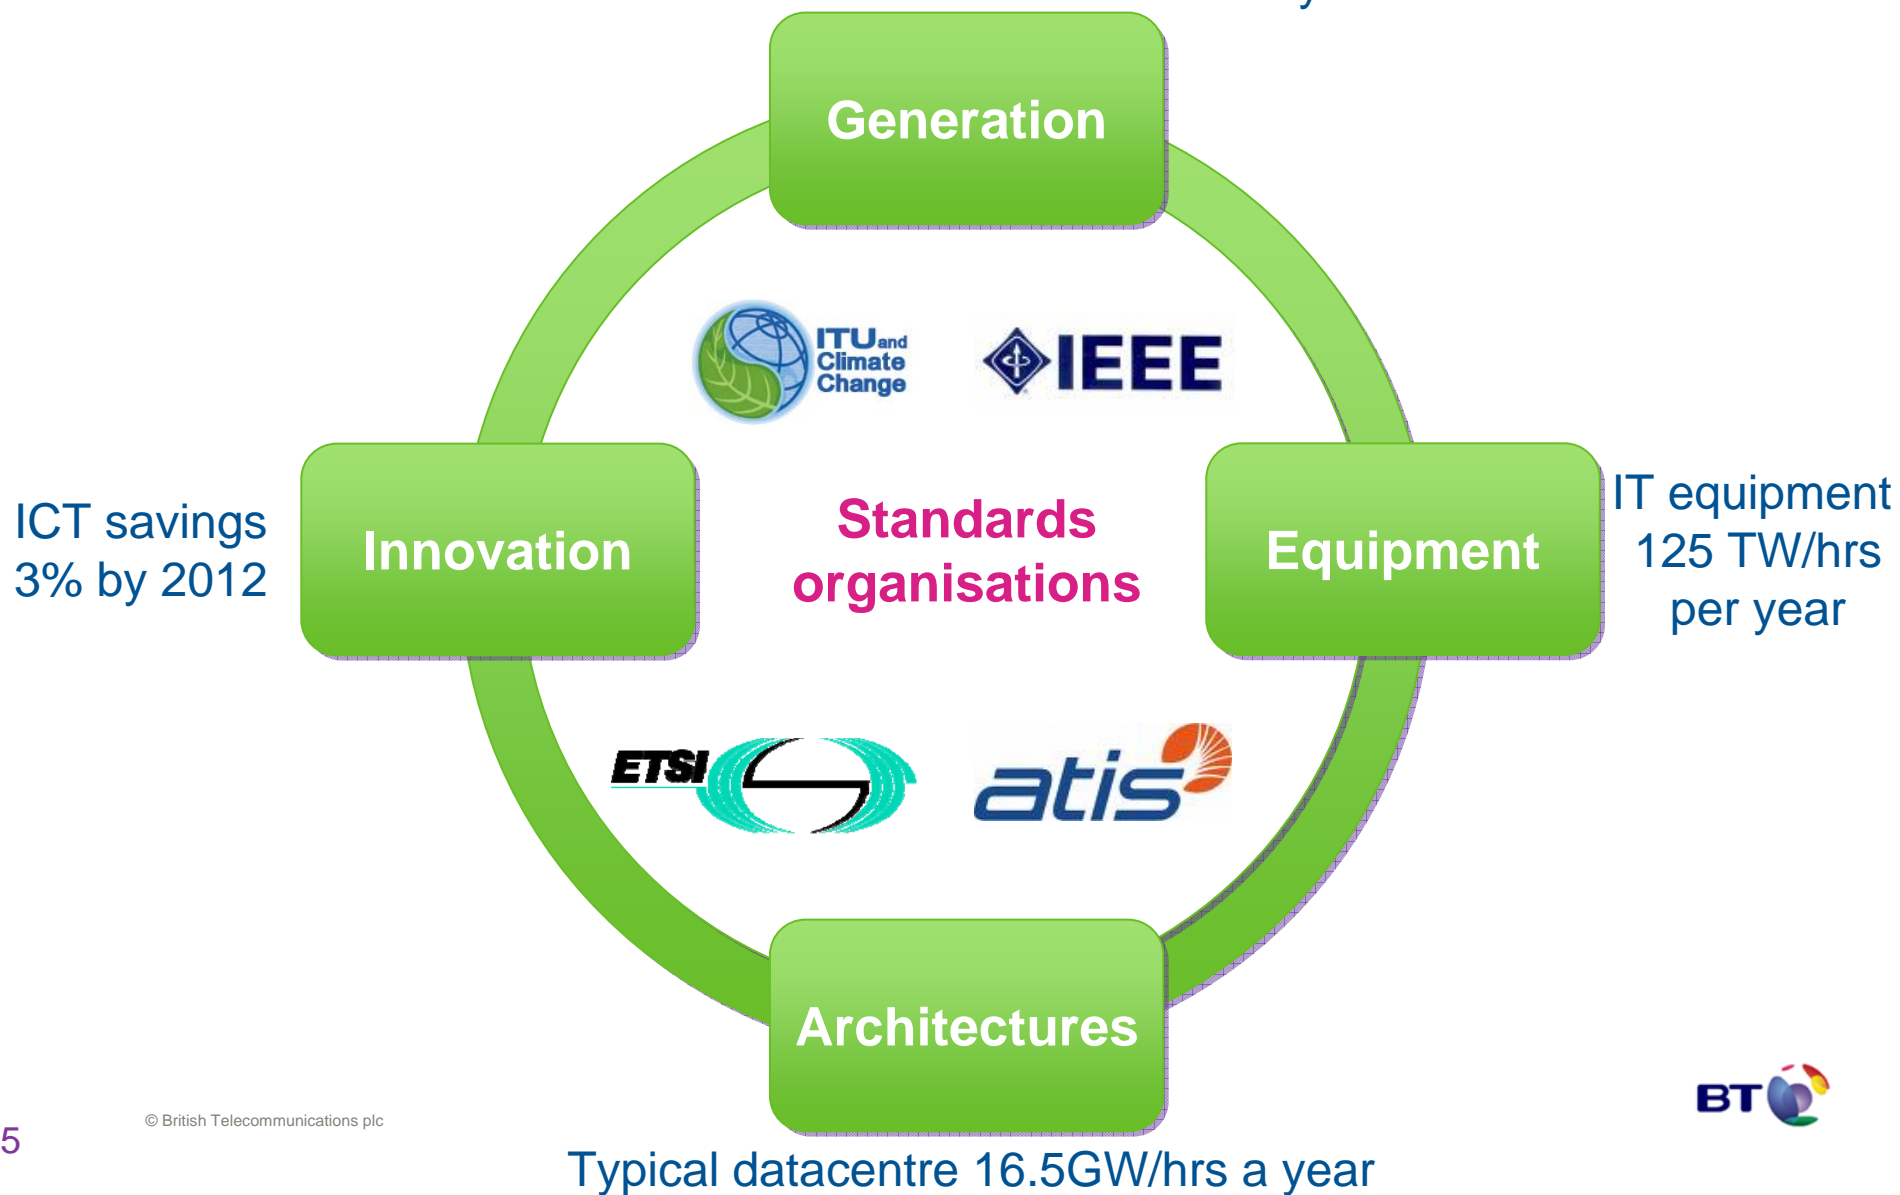 Generation
ITU and
Climate
Change
IEEE
ICT savings
3% by 2012
Innovation
Standards
organisations
Equipment
IT equipment
125 TW/hrs
per year
ETSI
atis
Architectures
BT
© British Telecommunications plc
5
Typical datacentre 16.5GW/hrs a year